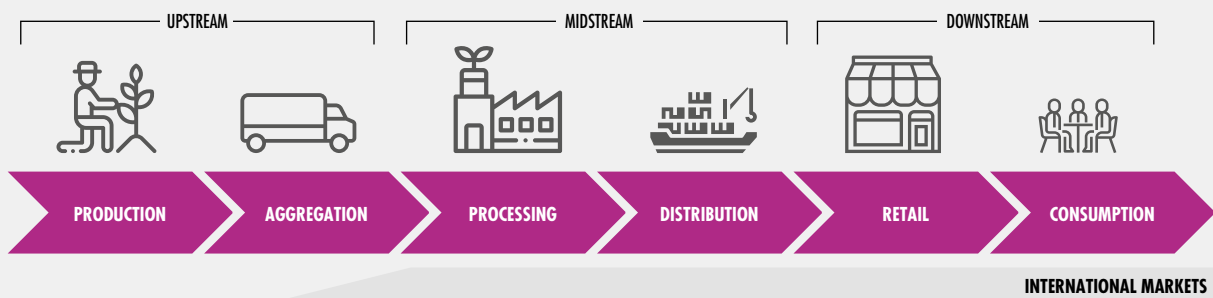 UPSTREAM
MIDSTREAM
DOWNSTREAM
PRODUCTION
AGGREGATION
PROCESSING
DISTRIBUTION
RETAIL
CONSUMPTION
INTERNATIONAL MARKETS